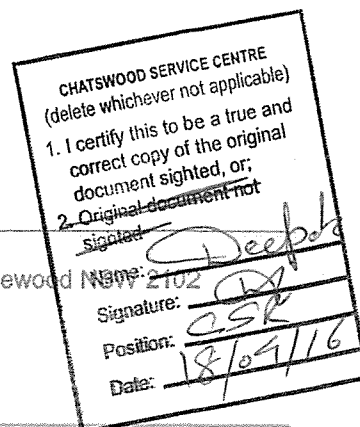 CHATSWOOD SERVICE CENTRE
(delete whichever not applicable)
1. I certify this to be a true and
correct copy of the original
document sighted, or;
2. Original document not
sighted
Name:
ewood NSW 2102
Signature:
Position: CSR
Date: 18/04/16